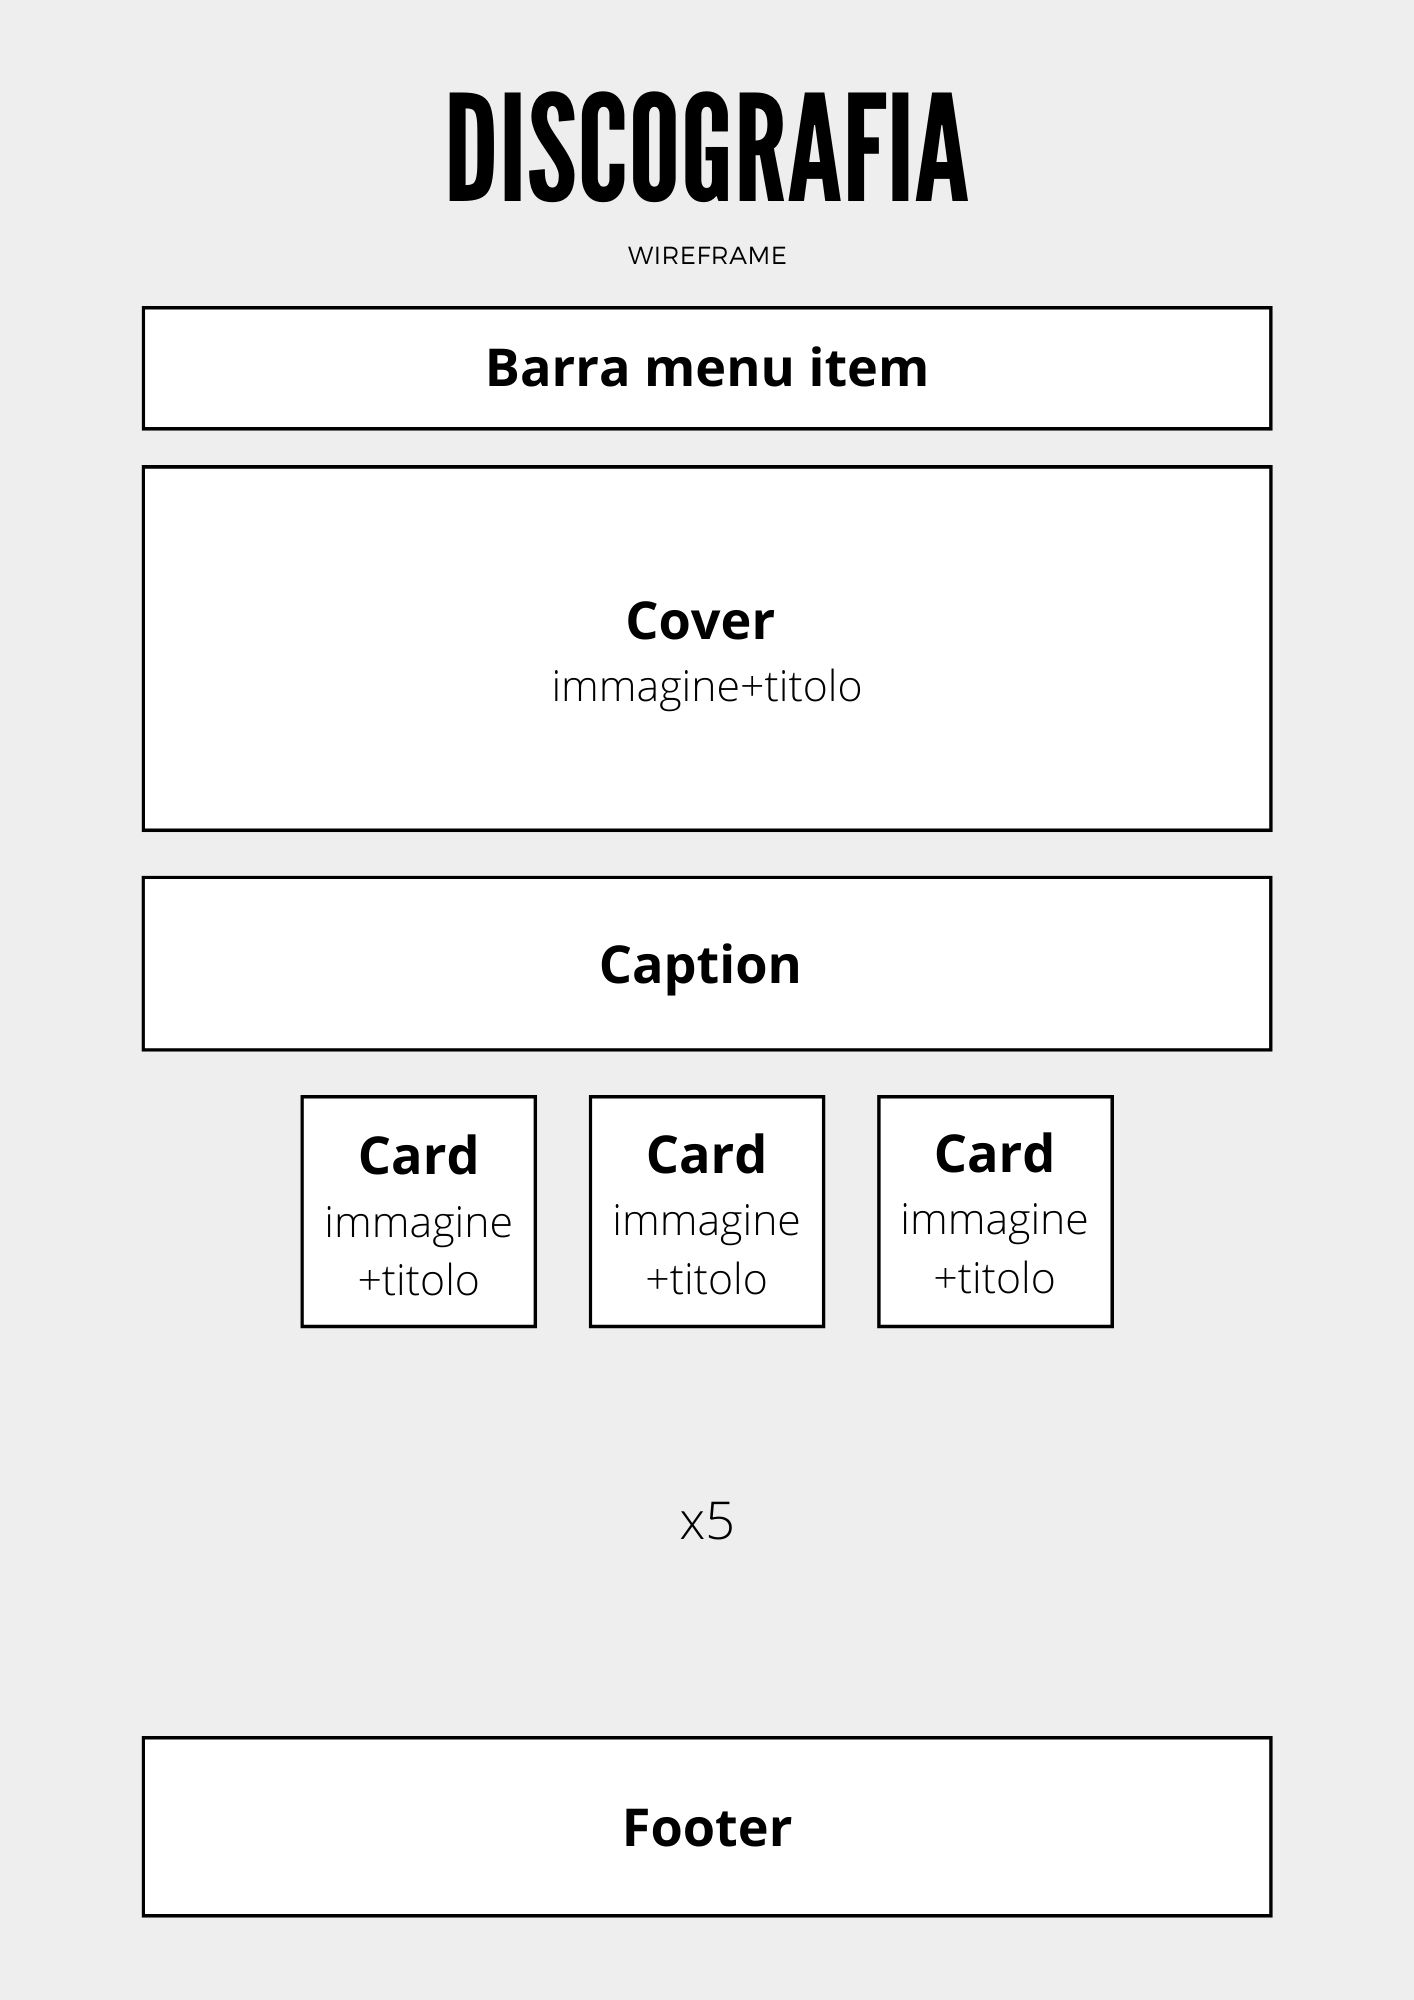 DISCOGRAFIA
WIREFRAME
Barra menu item
Cover
immagine+titolo
Caption
Card
immagine
+titolo
Card
immagine
+titolo
Card
immagine
+titolo
x5
Footer